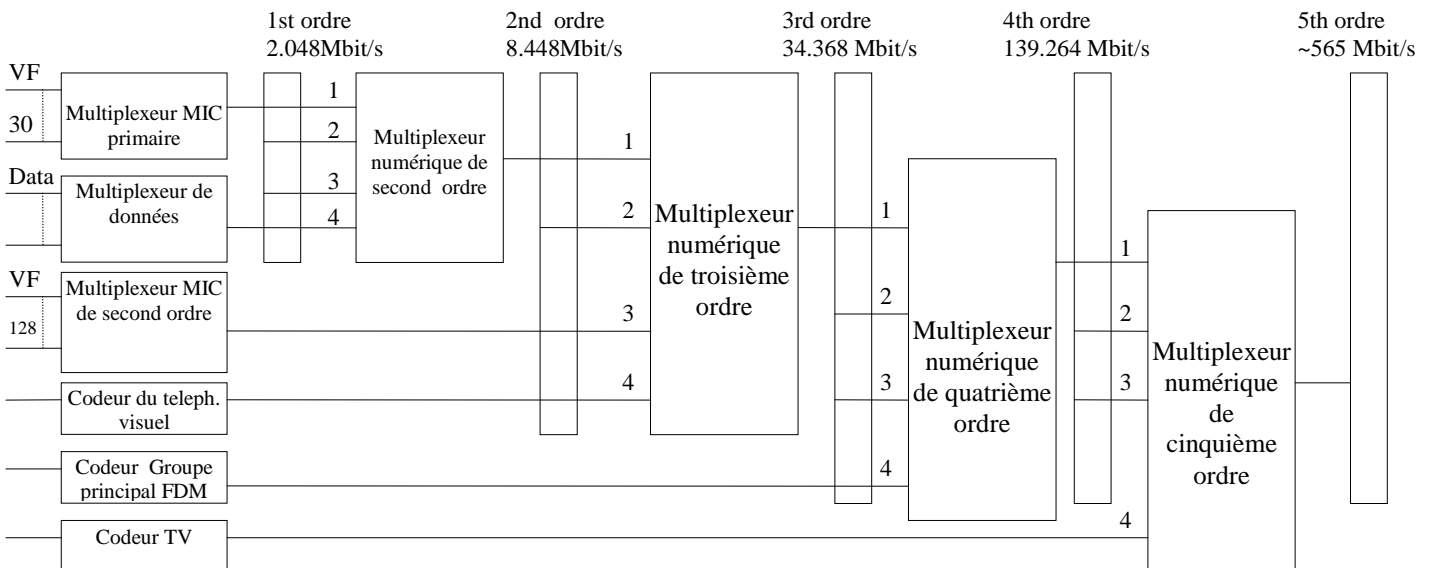 1st ordre
2.048Mbit/s
2nd ordre
8.448Mbit/s
3rd ordre
34.368 Mbit/s
4th ordre
139.264 Mbit/s
5th ordre
~565 Mbit/s
VF
30
Multiplexeur MIC
primaire
Data
Multiplexeur de
données
VF
128
Multiplexeur MIC
de second ordre
Codeur du teleph.
visuel
Codeur Groupe
principal FDM
Codeur TV
1
2
3
4
Multiplexeur
numérique de
second ordre
1
2
3
4
Multiplexeur
numérique
de troisième
ordre
1
2
3
4
Multiplexeur
numérique
de quatrième
ordre
1
2
3
4
Multiplexeur
numérique
de
cinquième
ordre